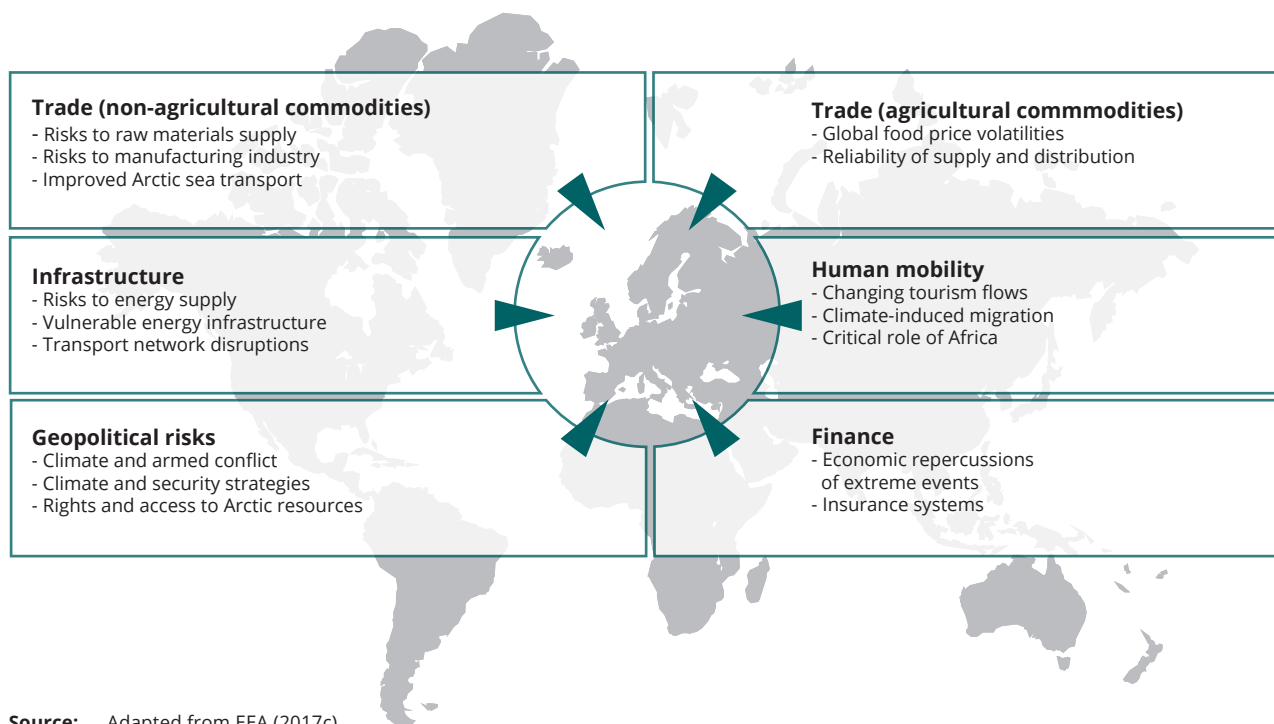 Trade (non-agricultural commodities)
- Risks to raw materials supply
- Risks to manufacturing industry
- Improved Arctic sea transport
Trade (agricultural commmodities)
- Global food price volatilities
- Reliability of supply and distribution
Infrastructure
- Risks to energy supply
- Vulnerable energy infrastructure
- Transport network disruptions
Human mobility
- Changing tourism flows
- Climate-induced migration
- Critical role of Africa
Geopolitical risks
- Climate and armed conflict
- Climate and security strategies
- Rights and access to Arctic resources
Finance
- Economic repercussions
of extreme events
- Insurance systems
Source: Adapted from EEA (2017c)